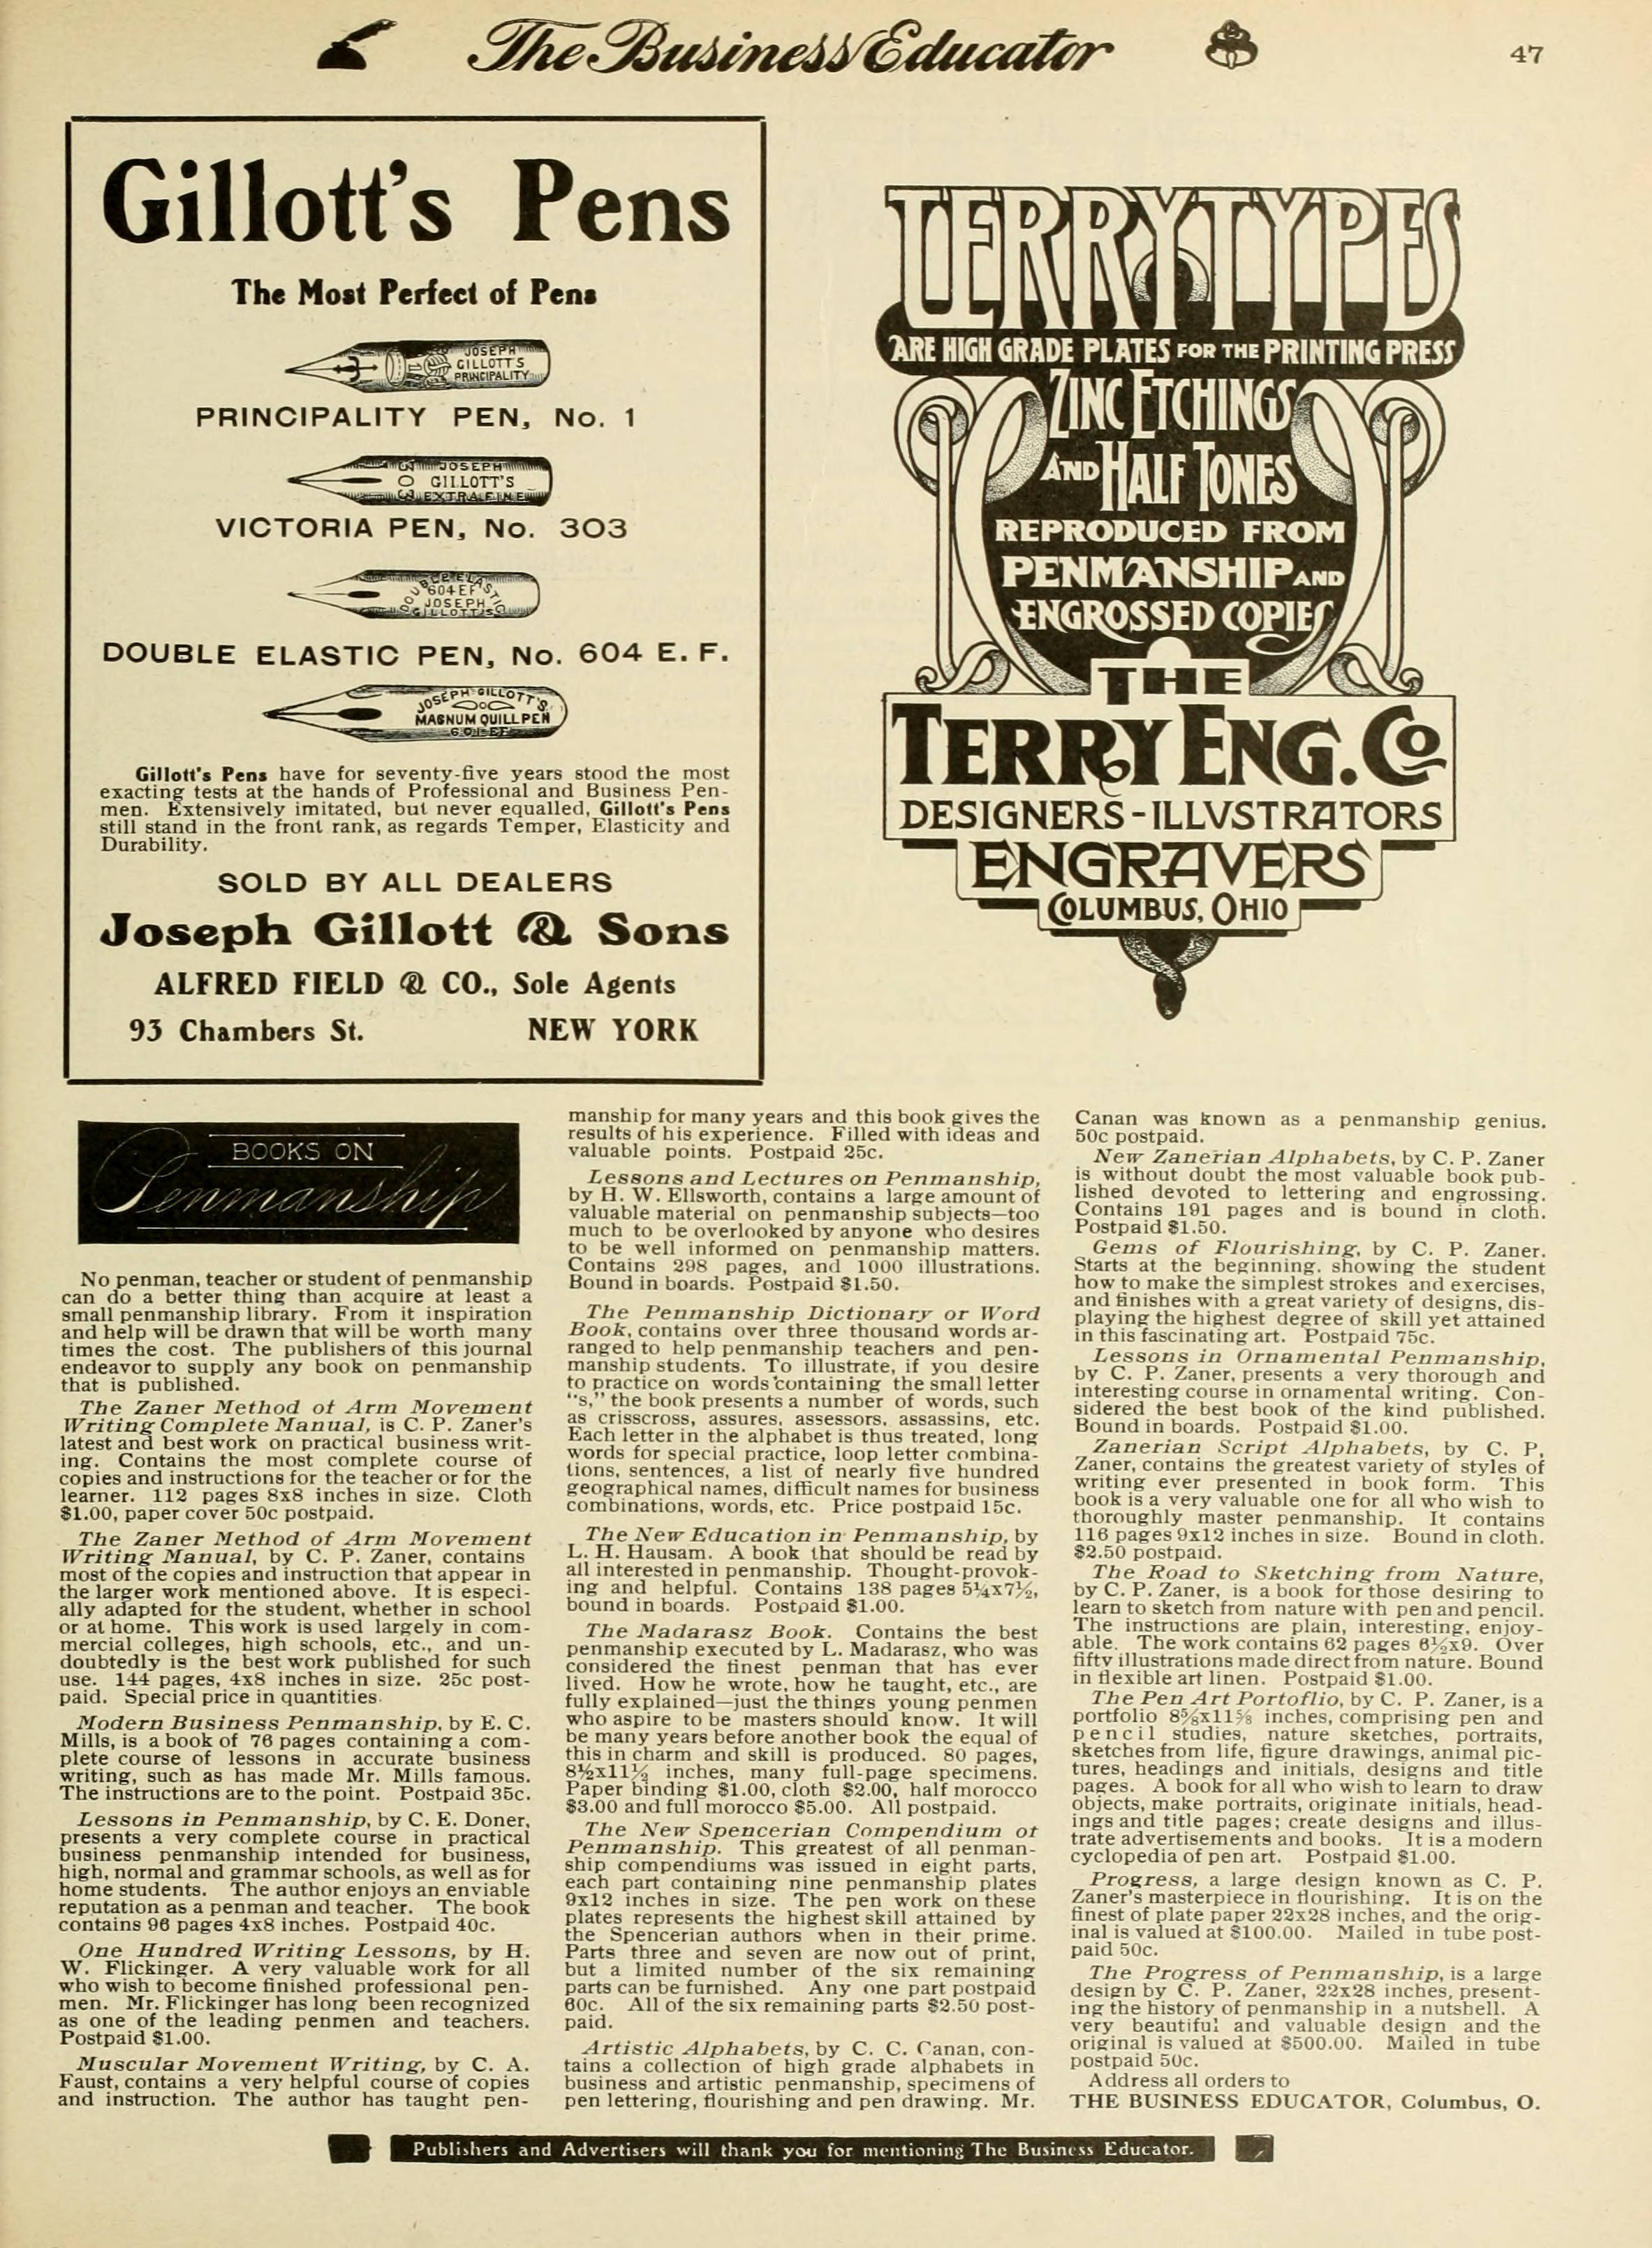 The Business Educator
47
Gillott's Pens
The Most Perfect of Pens
JOSEPH
GILLOTT'S
PRINCIPALITY
PRINCIPALITY PEN, No. 1
303
JOSEPH
GILLOTT'S
EXTRA FINE
VICTORIA PEN, No. 303
DOUBLE ELASTIC
604 EF
JOSEPH
GILLOTT'S
DOUBLE ELASTIC PEN, No. 604 E. F.
JOSEPH GILLOTT'S
MAGNUM QUILL PEN
601 EF
Gillott's Pens have for seventy-five years stood the most
exacting tests at the hands of Professional and Business Pen-
men. Extensively imitated, but never equalled, Gillott's Pens
still stand in the front rank, as regards Temper, Elasticity and
Durability.
SOLD BY ALL DEALERS
Joseph Gillott & Sons
ALFRED FIELD & CO., Sole Agents
93 Chambers St. NEW YORK
TERRYTYPES
ARE HIGH GRADE PLATES FOR THE PRINTING PRESS
ZINC ETCHINGS
AND HALF TONES
REPRODUCED FROM
PENMANSHIP AND
ENGROSSED COPIES
THE
TERRY ENG. Co
DESIGNERS-ILLVSTRATORS
ENGRAVERS
COLUMBUS, OHIO
BOOKS ON
Penmanship
No penman, teacher or student of penmanship
can do a better thing than acquire at least a
small penmanship library. From it inspiration
and help will be drawn that will be worth many
times the cost. The publishers of this journal
endeavor to supply any book on penmanship
that is published.
The Zaner Method of Arm Movement
Writing Complete Manual, is C. P. Zaner's
latest and best work on practical business writ-
ing. Contains the most complete course of
copies and instructions for the teacher or for the
learner. 112 pages 8x8 inches in size. Cloth
$1.00, paper cover 50c postpaid.
The Zaner Method of Arm Movement
Writing Manual, by C. P. Zaner, contains
most of the copies and instruction that appear in
the larger work mentioned above. It is especi-
ally adapted for the student, whether in school
or at home. This work is used largely in com-
mercial colleges, high schools, etc., and un-
doubtedly is the best work published for such
use. 144 pages, 4x8 inches in size. 25c post-
paid. Special price in quantities.
Modern Business Penmanship, by E. C.
Mills, is a book of 76 pages containing a com-
plete course of lessons in accurate business
writing, such as has made Mr. Mills famous.
The instructions are to the point. Postpaid 35c.
Lessons in Penmanship, by C. E. Doner,
presents a very complete course in practical
business penmanship intended for business,
high, normal and grammar schools, as well as for
home students. The author enjoys an enviable
reputation as a penman and teacher. The book
contains 96 pages 4x8 inches. Postpaid 40c.
One Hundred Writing Lessons, by H.
W. Flickinger. A very valuable work for all
who wish to become finished professional pen-
men. Mr. Flickinger has long been recognized
as one of the leading penmen and teachers.
Postpaid $1.00.
Muscular Movement Writing, by C. A.
Faust, contains a very helpful course of copies
and instruction. The author has taught pen-
manship for many years and this book gives the
results of his experience. Filled with ideas and
valuable points. Postpaid 25c.
Lessons and Lectures on Penmanship,
by H. W. Ellsworth, contains a large amount of
valuable material on penmanship subjects—too
much to be overlooked by anyone who desires
to be well informed on penmanship matters.
Contains 298 pages, and 1000 illustrations.
Bound in boards. Postpaid $1.50.
The Penmanship Dictionary or Word
Book, contains over three thousand words ar-
ranged to help penmanship teachers and pen-
manship students. To illustrate, if you desire
to practice on words containing the small letter
"s," the book presents a number of words, such
as crisscross, assures, assessors, assassins, etc.
Each letter in the alphabet is thus treated, long
words for special practice, loop letter combina-
tions, sentences, a list of nearly five hundred
geographical names, difficult names for business
combinations, words, etc. Price postpaid 15c.
The New Education in Penmanship, by
L. H. Hausam. A book that should be read by
all interested in penmanship. Thought-provok-
ing and helpful. Contains 138 pages 5¼x7½,
bound in boards. Postpaid $1.00.
The Madarasz Book. Contains the best
penmanship executed by L. Madarasz, who was
considered the finest penman that has ever
lived. How he wrote, how he taught, etc., are
fully explained—just the things young penmen
who aspire to be masters should know. It will
be many years before another book the equal of
this in charm and skill is produced. 80 pages,
8½x11¼ inches, many full-page specimens.
Paper binding $1.00, cloth $2.00, half morocco
$3.00 and full morocco $5.00. All postpaid.
The New Spencerian Compendium of
Penmanship. This greatest of all penman-
ship compendiums was issued in eight parts,
each part containing nine penmanship plates
9x12 inches in size. The pen work on these
plates represents the highest skill attained by
the Spencerian authors when in their prime.
Parts three and seven are now out of print,
but a limited number of the six remaining
parts can be furnished. Any one part postpaid
60c. All of the six remaining parts $2.50 post-
paid.
Artistic Alphabets, by C. C. Canan, con-
tains a collection of high grade alphabets in
business and artistic penmanship, specimens of
pen lettering, flourishing and pen drawing. Mr.
Canan was known as a penmanship genius.
50c postpaid.
New Zanerian Alphabets, by C. P. Zaner
is without doubt the most valuable book pub-
lished devoted to lettering and engrossing.
Contains 191 pages and is bound in cloth.
Postpaid $1.50.
Gems of Flourishing, by C. P. Zaner.
Starts at the beginning. showing the student
how to make the simplest strokes and exercises,
and finishes with a great variety of designs, dis-
playing the highest degree of skill yet attained
in this fascinating art. Postpaid 75c.
Lessons in Ornamental Penmanship,
by C. P. Zaner, presents a very thorough and
interesting course in ornamental writing. Con-
sidered the best book of the kind published.
Bound in boards. Postpaid $1.00.
Zanerian Script Alphabets, by C. P.
Zaner, contains the greatest variety of styles of
writing ever presented in book form. This
book is a very valuable one for all who wish to
thoroughly master penmanship. It contains
116 pages 9x12 inches in size. Bound in cloth.
$2.50 postpaid.
The Road to Sketching from Nature,
by C. P. Zaner, is a book for those desiring to
learn to sketch from nature with pen and pencil.
The instructions are plain, interesting, enjoy-
able. The work contains 62 pages 6½x9. Over
fifty illustrations made direct from nature. Bound
in flexible art linen. Postpaid $1.00.
The Pen Art Portoflio, by C. P. Zaner, is a
portfolio 8⅝x11⅝ inches, comprising pen and
pencil studies, nature sketches, portraits,
sketches from life, figure drawings, animal pic-
tures, headings and initials, designs and title
pages. A book for all who wish to learn to draw
objects, make portraits, originate initials, head-
ings and title pages; create designs and illus-
trate advertisements and books. It is a modern
cyclopedia of pen art. Postpaid $1.00.
Progress, a large design known as C. P.
Zaner's masterpiece in flourishing. It is on the
finest of plate paper 22x28 inches, and the orig-
inal is valued at $100.00. Mailed in tube post-
paid 50c.
The Progress of Penmanship, is a large
design by C. P. Zaner, 22x28 inches, present-
ing the history of penmanship in a nutshell. A
very beautiful and valuable design and the
original is valued at $500.00. Mailed in tube
postpaid 50c.
Address all orders to
THE BUSINESS EDUCATOR, Columbus, O.
Publishers and Advertisers will thank you for mentioning The Business Educator.